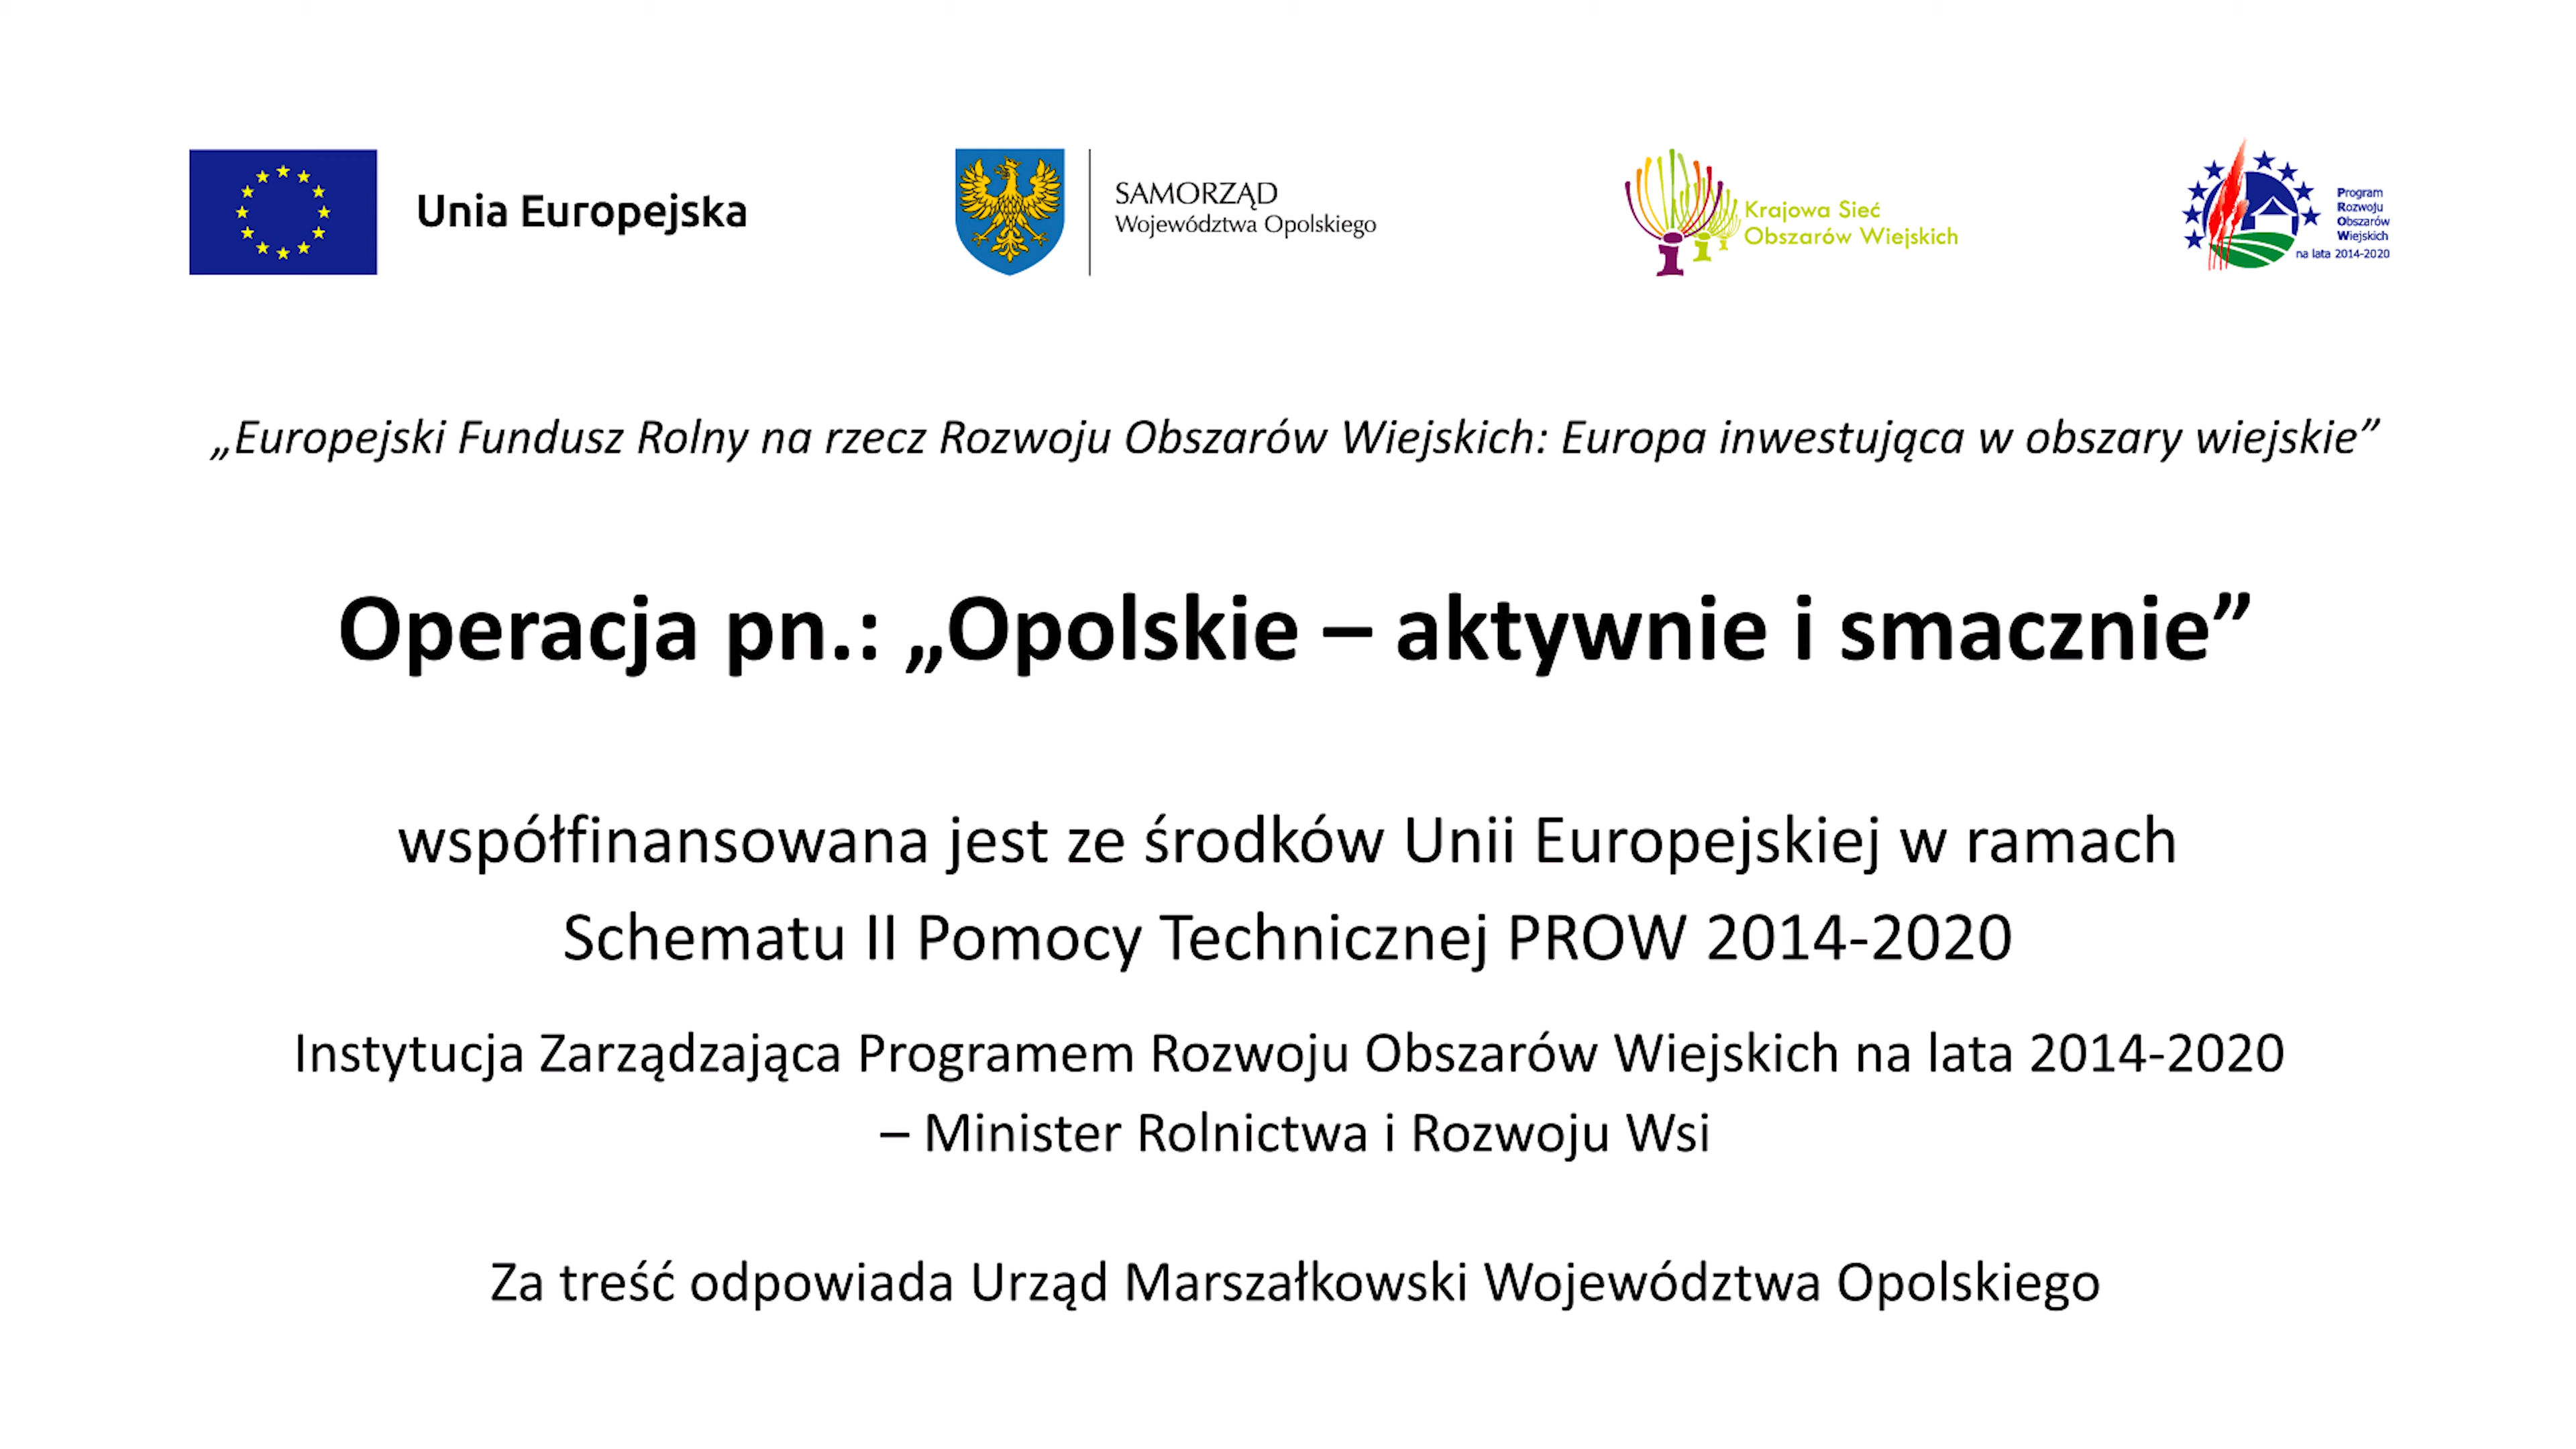 Unia Europejska
SAMORZĄD
Województwa Opolskiego
Krajowa Sieć
Obszarów Wiejskich
Program
Rozwoju
Obszarów
Wiejskich
na lata 2014-2020
„Europejski Fundusz Rolny na rzecz Rozwoju Obszarów Wiejskich: Europa inwestująca w obszary wiejskie”
Operacja pn.: „Opolskie – aktywnie i smacznie”
współfinansowana jest ze środków Unii Europejskiej w ramach
Schematu II Pomocy Technicznej PROW 2014-2020
Instytucja Zarządzająca Programem Rozwoju Obszarów Wiejskich na lata 2014-2020
– Minister Rolnictwa i Rozwoju Wsi
Za treść odpowiada Urząd Marszałkowski Województwa Opolskiego